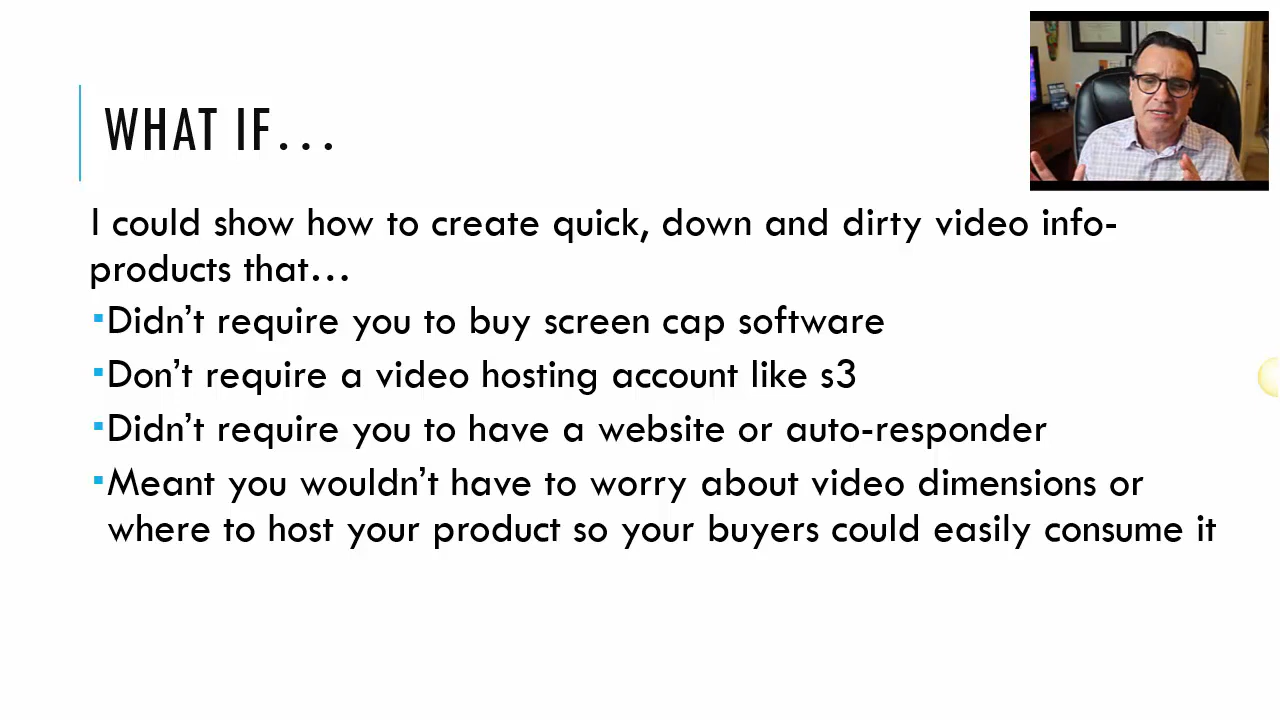 WHAT IF...
I could show how to create quick, down and dirty video info-
products that...
▪Didn't require you to buy screen cap software
▪Don't require a video hosting account like s3
▪Didn't require you to have a website or auto-responder
▪Meant you wouldn't have to worry about video dimensions or
where to host your product so your buyers could easily consume it